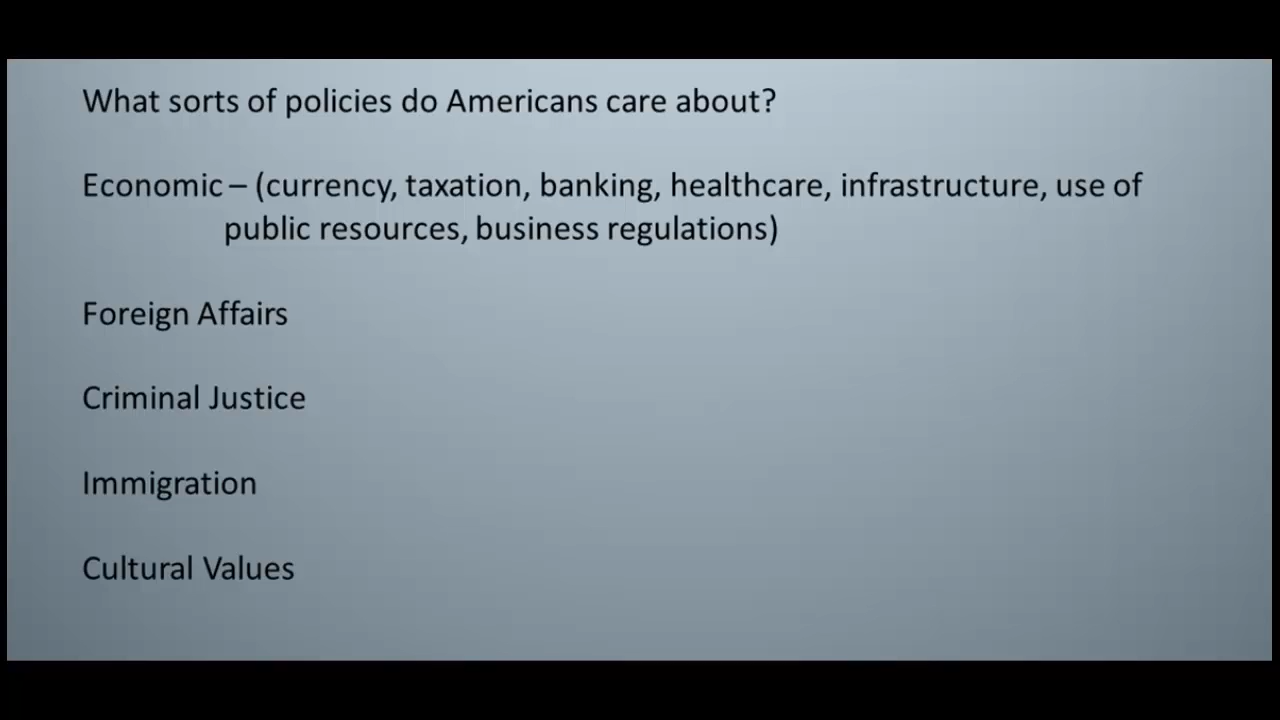 What sorts of policies do Americans care about?
Economic – (currency, taxation, banking, healthcare, infrastructure, use of
public resources, business regulations)
Foreign Affairs
Criminal Justice
Immigration
Cultural Values